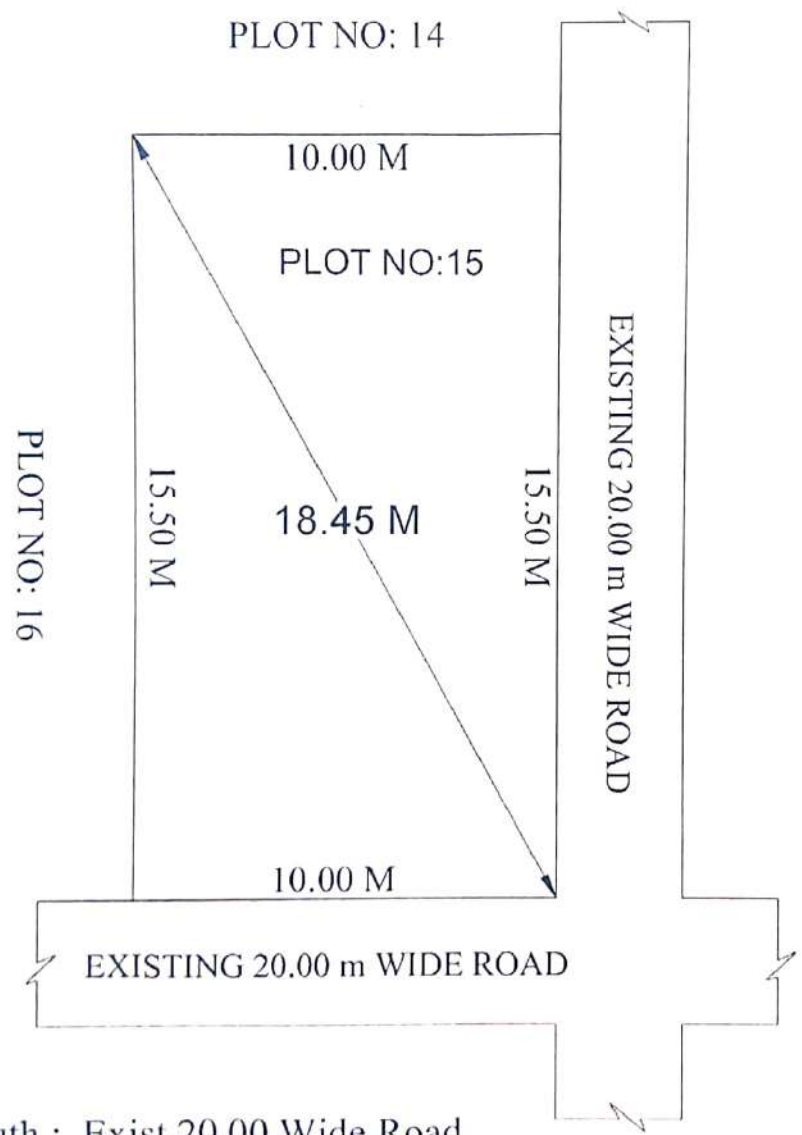 PLOT NO: 14
10.00 M
PLOT NO:15
EXISTING 20.00 m WIDE ROAD
PLOT NO: 16
15.50 M
18.45 M
15.50 M
10.00 M
EXISTING 20.00 m WIDE ROAD
Exist 20.00 Wide Road